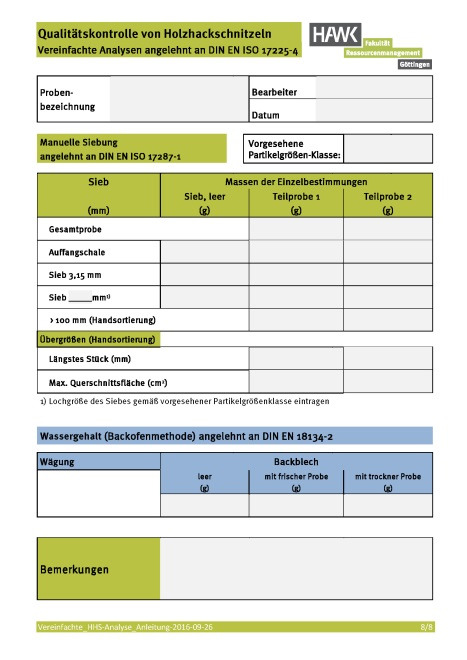 Qualitätskontrolle von Holzhackschnitzeln
Vereinfachte Analysen angelehnt an DIN EN ISO 17225-4
HAWK
Fakultät
Ressourcenmanagement
Göttingen
Proben-
bezeichnung
Bearbeiter
Datum
Manuelle Siebung
angelehnt an DIN EN ISO 17287-1
Vorgesehene
Partikelgrößen-Klasse:
Sieb Massen der Einzelbestimmungen
Sieb, leer Teilprobe 1 Teilprobe 2
(mm) (g) (g) (g)
Gesamtprobe
Auffangschale
Sieb 3,15 mm
Sieb _____mm¹⁾
> 100 mm (Handsortierung)
Übergrößen (Handsortierung)
Längstes Stück (mm)
Max. Querschnittsfläche (cm²)
1) Lochgröße des Siebes gemäß vorgesehener Partikelgrößenklasse eintragen
Wassergehalt (Backofenmethode) angelehnt an DIN EN 18134-2
Wägung Backblech
leer mit frischer Probe mit trockner Probe
(g) (g) (g)
Bemerkungen
Vereinfachte_HHS-Analyse_Anleitung-2016-09-26 8/8